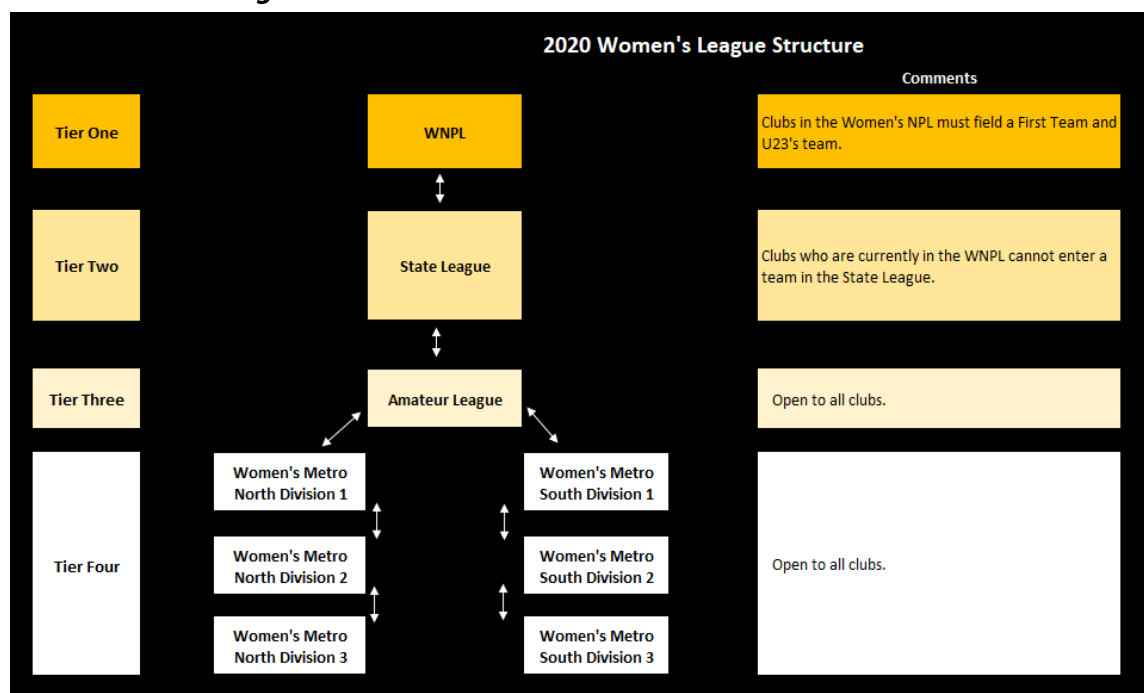 2020 Women's League Structure
Comments
Tier One
WNPL
Clubs in the Women's NPL must field a First Team and
U23's team.
Tier Two
State League
Clubs who are currently in the WNPL cannot enter a
team in the State League.
Tier Three
Amateur League
Open to all clubs.
Tier Four
Women's Metro
North Division 1
Women's Metro
South Division 1
Women's Metro
North Division 2
Women's Metro
South Division 2
Open to all clubs.
Women's Metro
North Division 3
Women's Metro
South Division 3